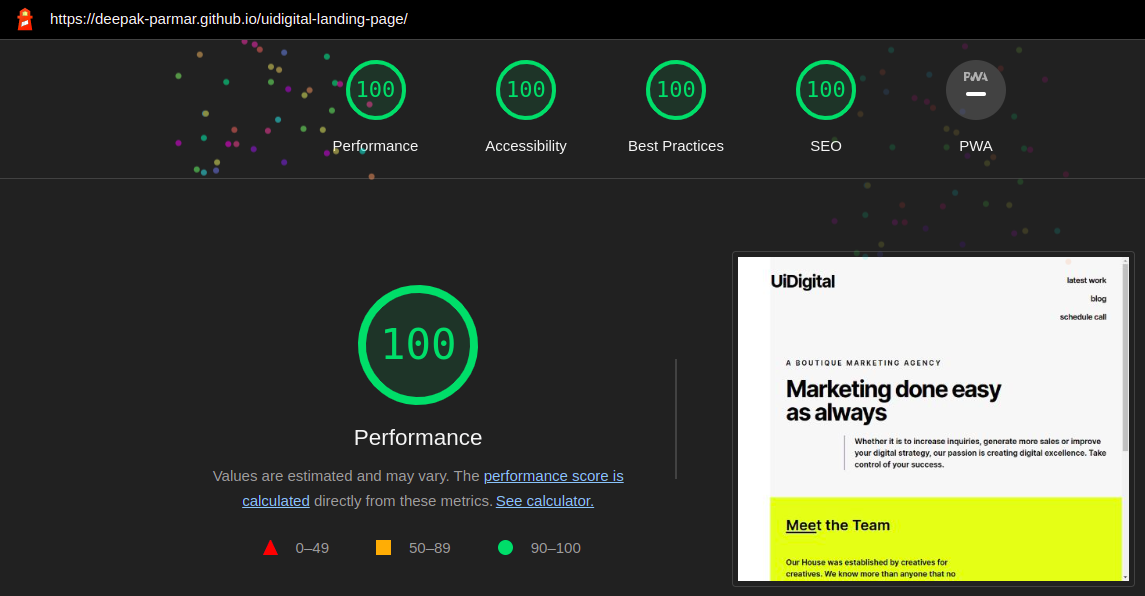 https://deepak-parmar.github.io/uidigital-landing-page/
100 100 100 100 PWA
Performance Accessibility Best Practices SEO PWA
100
Performance
Values are estimated and may vary. The performance score is
calculated directly from these metrics. See calculator.
0–49 50–89 90–100
UiDigital
latest work
blog
schedule call
A BOUTIQUE MARKETING AGENCY
Marketing done easy
as always
Whether it is to increase inquiries, generate more sales or improve
your digital strategy, our passion is creating digital excellence. Take
control of your success.
Meet the Team
Our House was established by creatives for
creatives. We know more than anyone that no